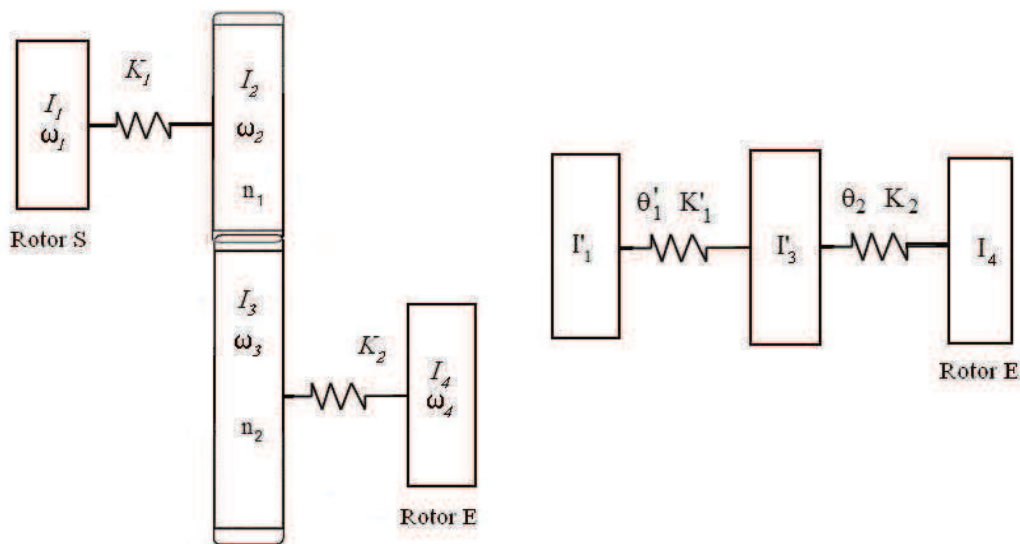 K₁
I₁
ω₁
Rotor S
I₂
ω₂
n₁
I₃
ω₃
n₂
K₂
I₄
ω₄
Rotor E
I'₁
θ'₁ K'₁
I'₃
θ₂ K₂
I₄
Rotor E